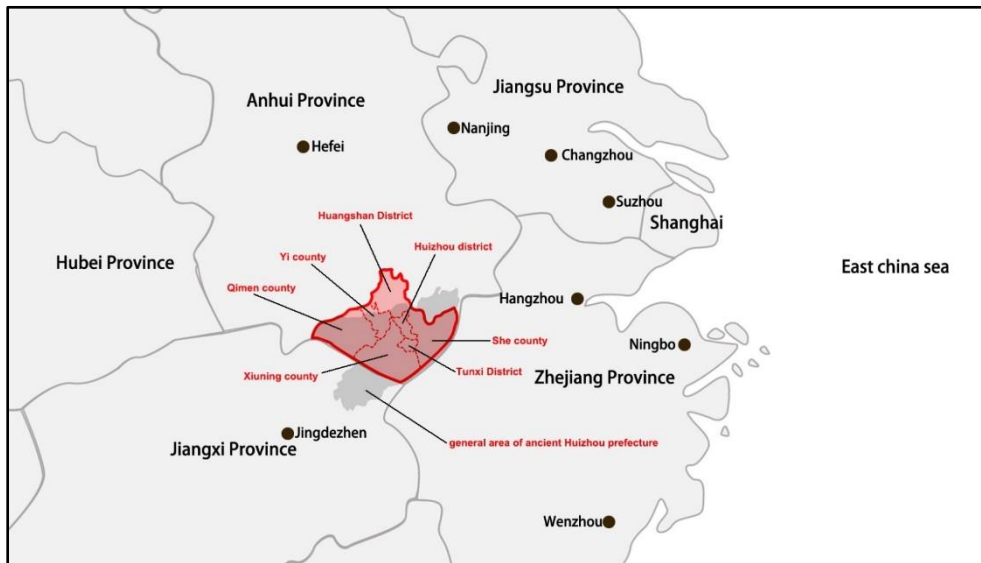 Jiangsu Province
Anhui Province
Nanjing
Hefei
Changzhou
Suzhou
Huangshan District
Shanghai
Huizhou district
Yi county
Hubei Province
East china sea
Qimen county
Hangzhou
She county
Ningbo
Xiuning county
Tunxi District
Zhejiang Province
Jingdezhen
general area of ancient Huizhou prefecture
Jiangxi Province
Wenzhou